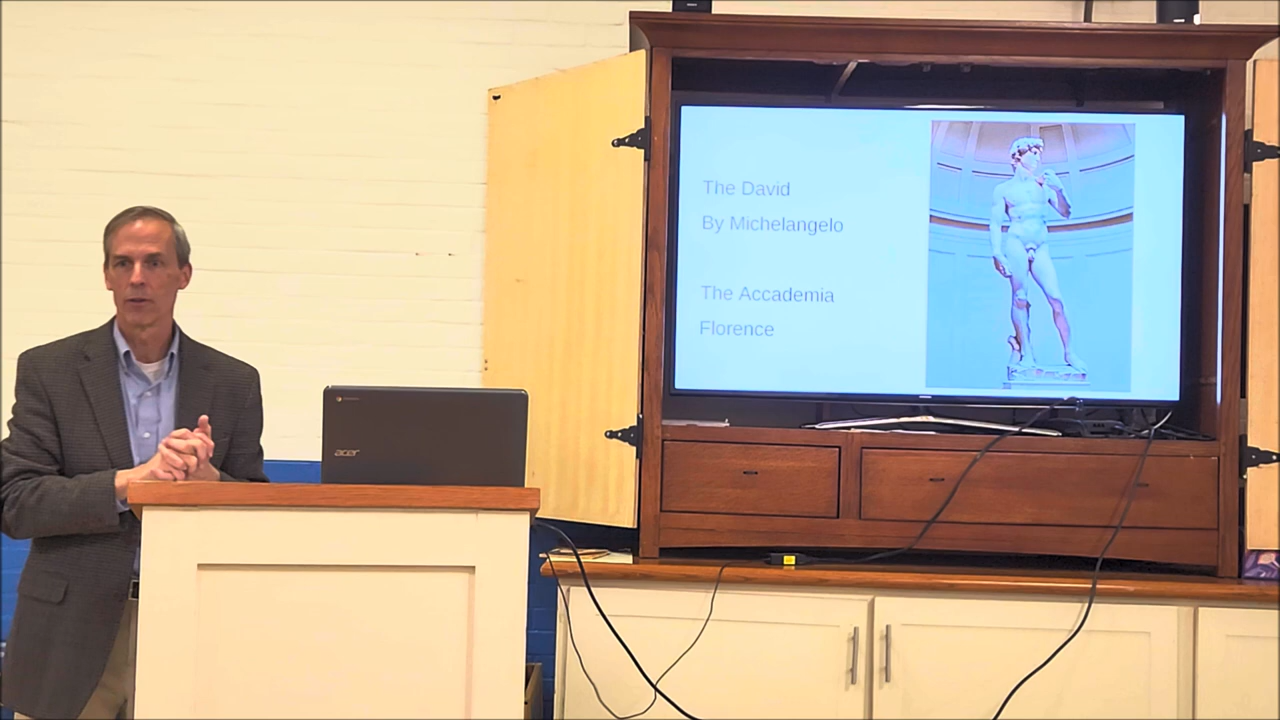 The David
By Michelangelo
The Accademia
Florence
acer